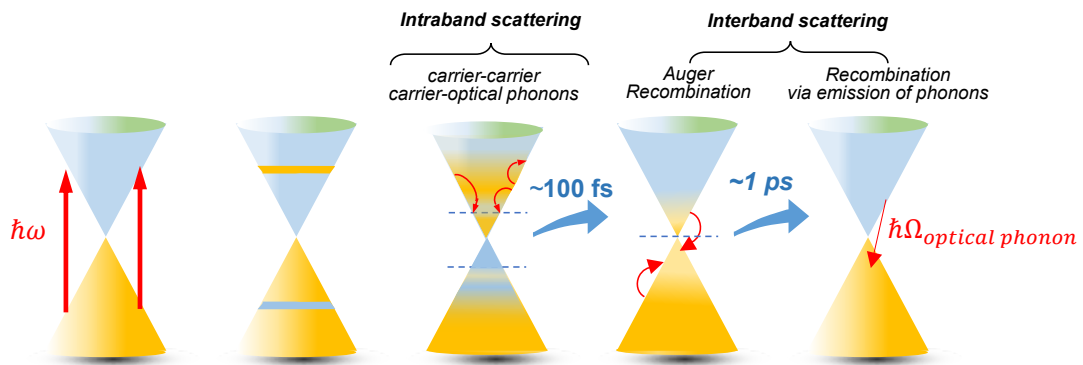 Intraband scattering
Interband scattering
carrier-carrier
carrier-optical phonons
Auger
Recombination
Recombination
via emission of phonons
ℏω
~100 fs
~1 ps
ℏΩoptical phonon